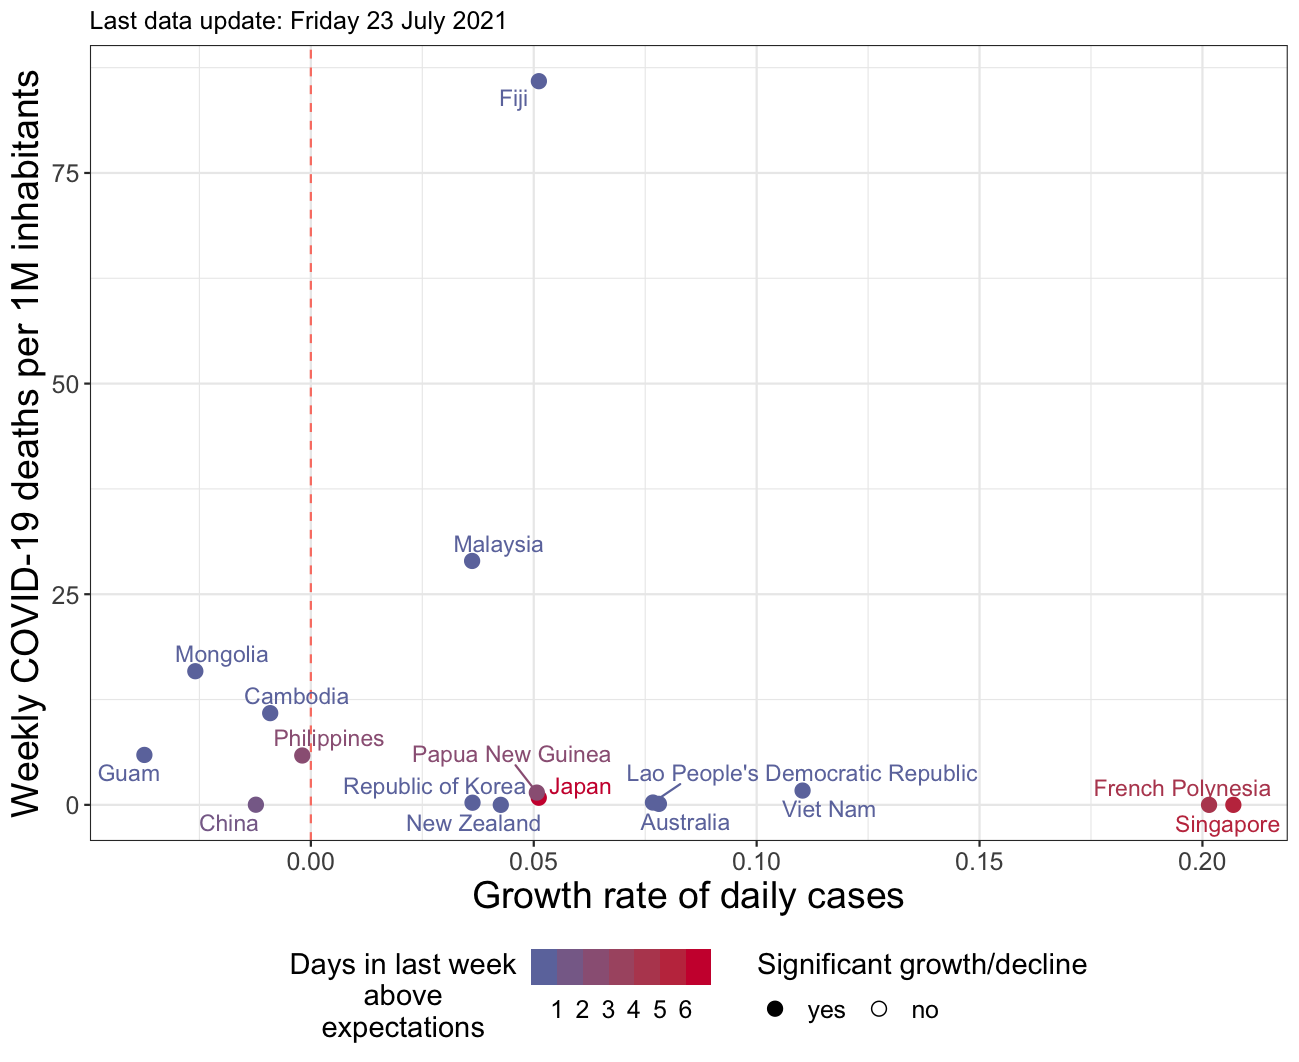 Last data update: Friday 23 July 2021
Weekly COVID-19 deaths per 1M inhabitants
75
50
25
0
Fiji
Malaysia
Mongolia
Cambodia
Philippines
Guam
China
Papua New Guinea
Republic of Korea
Japan
New Zealand
Lao People's Democratic Republic
Australia
Viet Nam
French Polynesia
Singapore
0.00 0.05 0.10 0.15 0.20
Growth rate of daily cases
Days in last week
above
expectations
1 2 3 4 5 6
Significant growth/decline
yes no